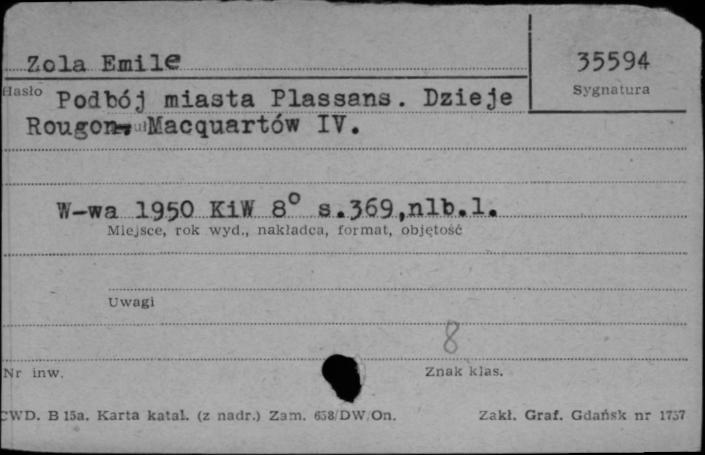 Zola Emile
35594
Hasło
Sygnatura
Podbój miasta Plassans. Dzieje
Rougon-Macquartów IV.
W-wa 1950 KiW 8° s.369,nlb.1.
Miejsce, rok wyd., nakładca, format, objętość
Uwagi
8
Nr inw.
Znak klas.
CWD. B 15a. Karta katal. (z nadr.) Zam. 658/DW/On.
Zakł. Graf. Gdańsk nr 1757